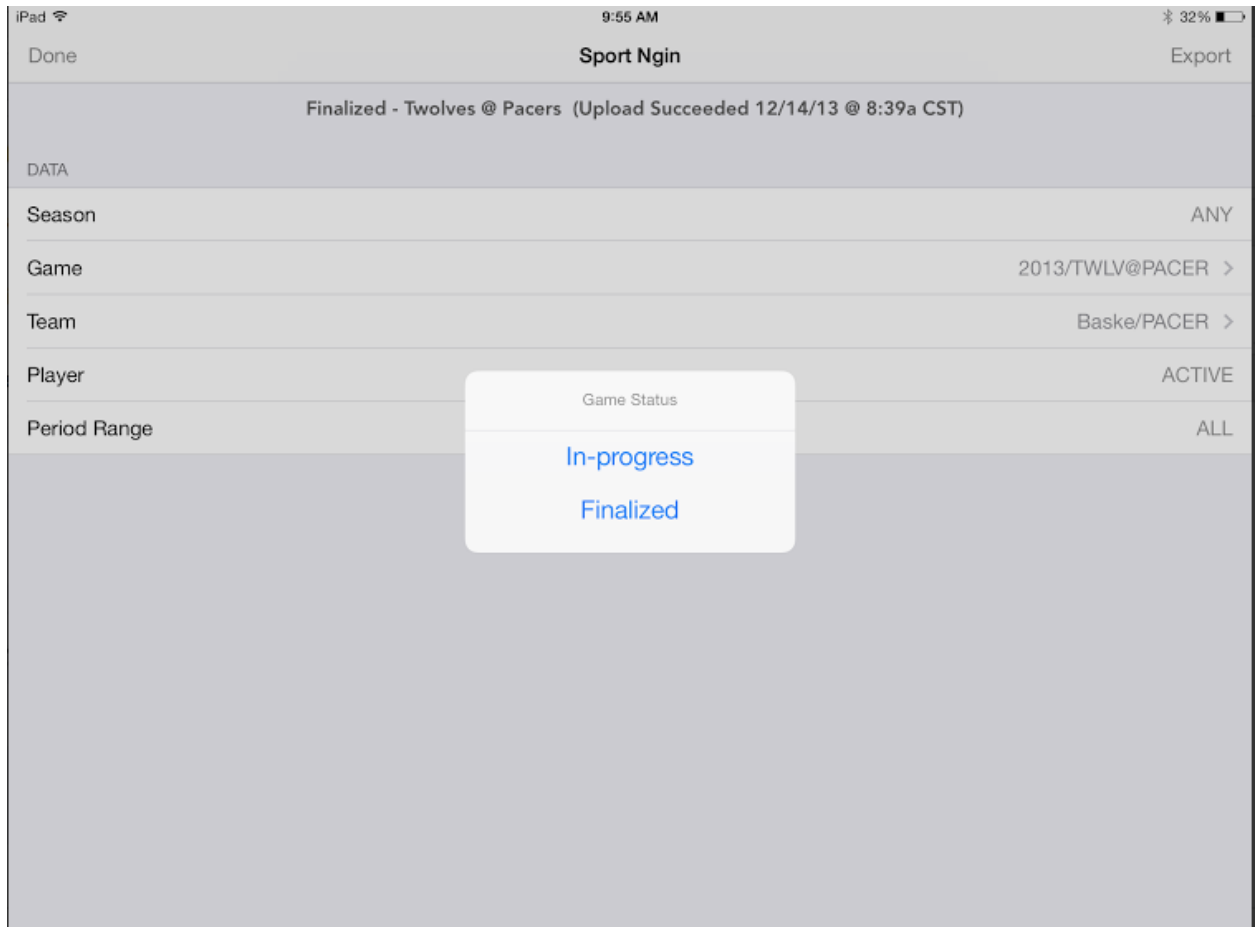 iPad 9:55 AM 32%
Done Sport Ngin Export
Finalized - Twolves @ Pacers (Upload Succeeded 12/14/13 @ 8:39a CST)
DATA
Season ANY
Game 2013/TWLV@PACER >
Team Baske/PACER >
Player ACTIVE
Game Status
Period Range ALL
In-progress
Finalized